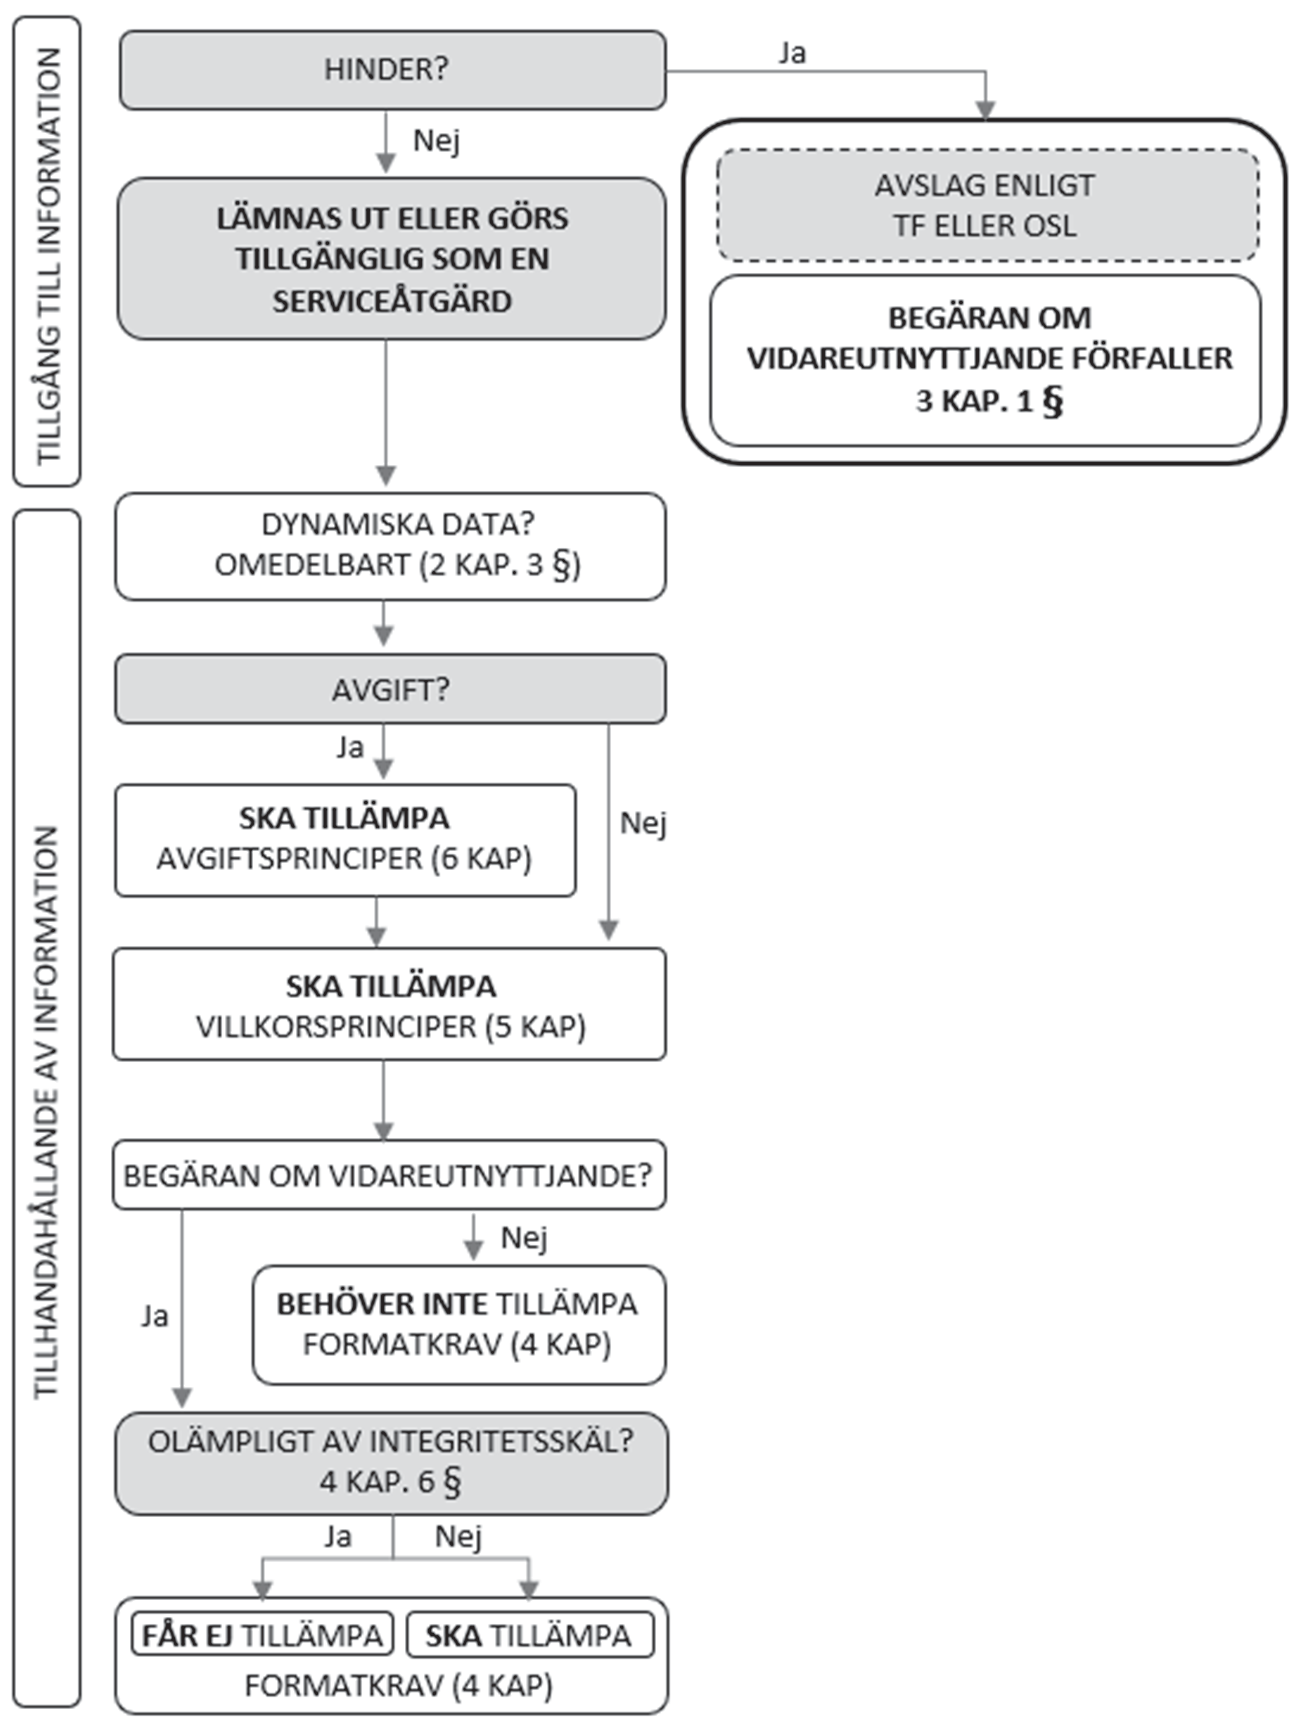 TILLGÅNG TILL INFORMATION
HINDER?
Ja
Nej
LÄMNAS UT ELLER GÖRS
TILLGÄNGLIG SOM EN
SERVICEÅTGÄRD
AVSLAG ENLIGT
TF ELLER OSL
BEGÄRAN OM
VIDAREUTNYTTJANDE FÖRFALLER
3 KAP. 1 §
TILLHANDAHÅLLANDE AV INFORMATION
DYNAMISKA DATA?
OMEDELBART (2 KAP. 3 §)
AVGIFT?
Ja
Nej
SKA TILLÄMPA
AVGIFTSPRINCIPER (6 KAP)
SKA TILLÄMPA
VILLKORSPRINCIPER (5 KAP)
BEGÄRAN OM VIDAREUTNYTTJANDE?
Nej
Ja
BEHÖVER INTE TILLÄMPA
FORMATKRAV (4 KAP)
OLÄMPLIGT AV INTEGRITETSSKÄL?
4 KAP. 6 §
Ja
Nej
FÅR EJ TILLÄMPA
SKA TILLÄMPA
FORMATKRAV (4 KAP)